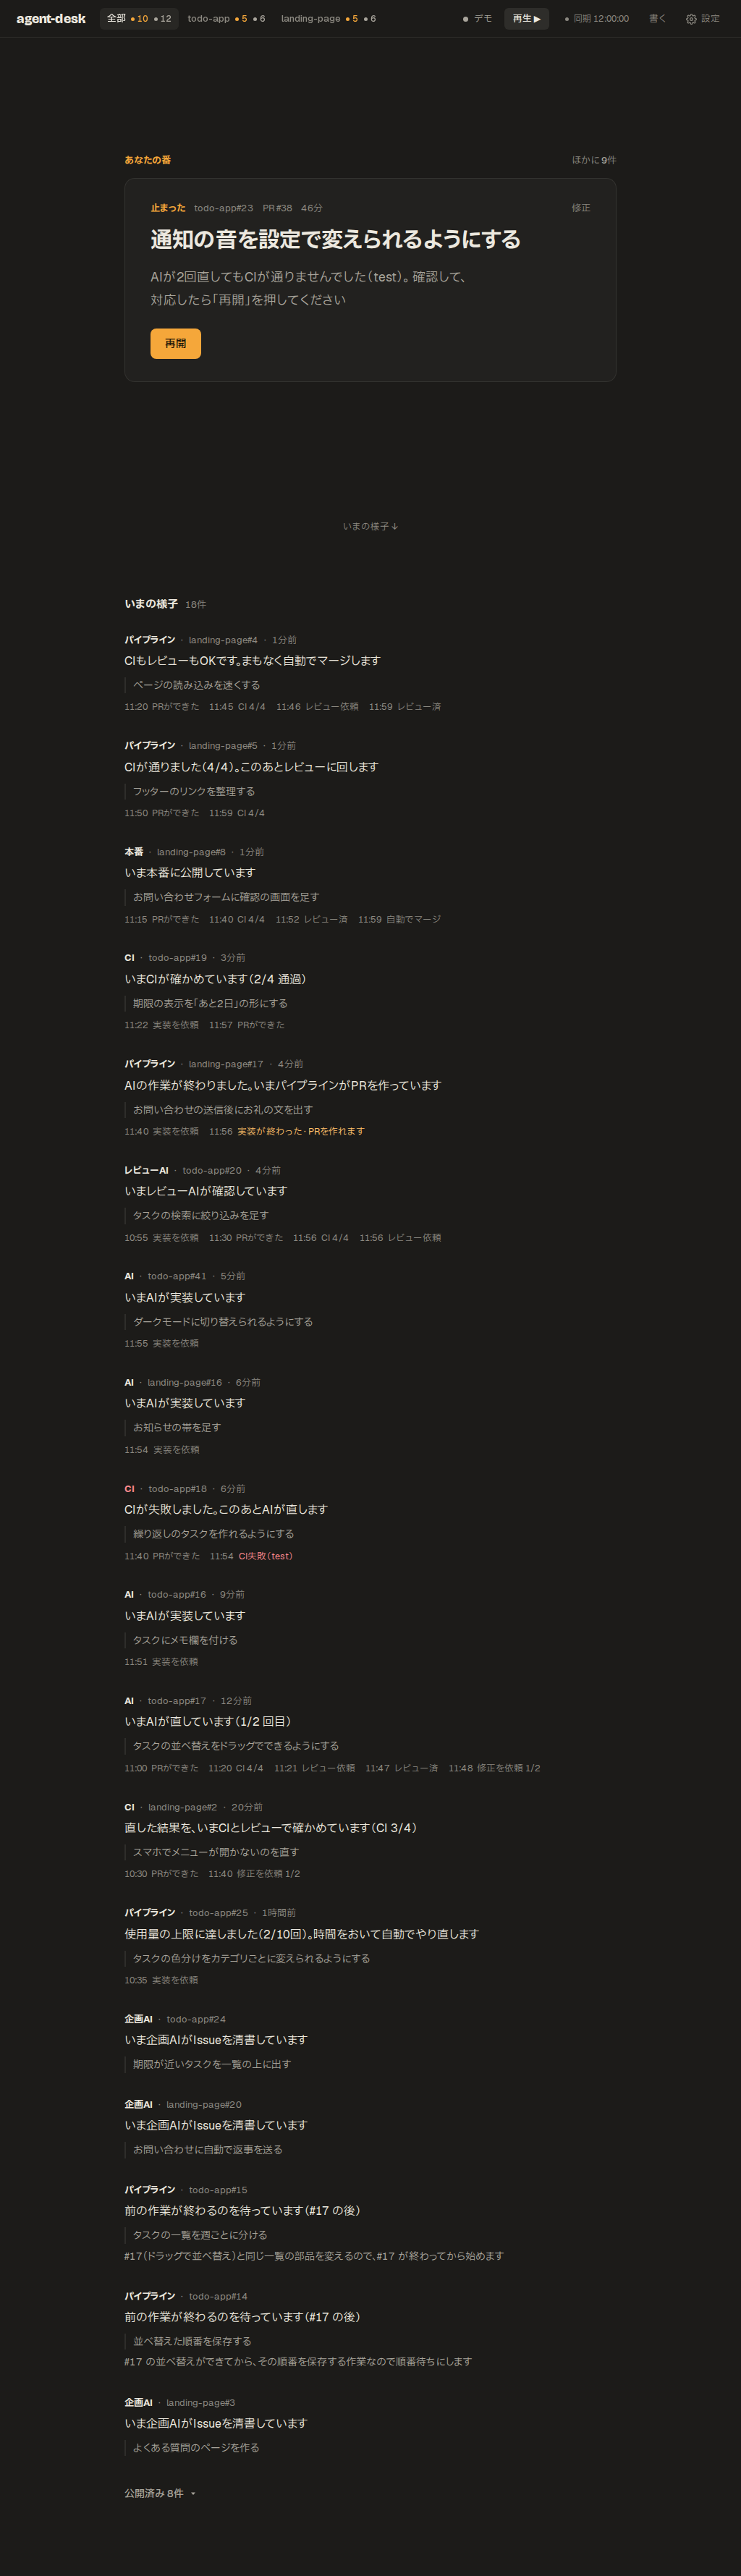 agent-desk 全部 10 12 todo-app 5 6 landing-page 5 6 デモ 再生 ▶ 同期 12:00:00 書く 設定
あなたの番 ほかに 9件
止まった todo-app#23 PR #38 46分 修正
通知の音を設定で変えられるようにする
AIが2回直してもCIが通りませんでした(test)。確認して、
対応したら「再開」を押してください
再開
いまの様子 ↓
いまの様子 18件
パイプライン · landing-page#4 · 1分前
CIもレビューもOKです。まもなく自動でマージします
ページの読み込みを速くする
11:20 PRができた 11:45 CI 4/4 11:46 レビュー依頼 11:59 レビュー済
パイプライン · landing-page#5 · 1分前
CIが通りました(4/4)。このあとレビューに回します
フッターのリンクを整理する
11:50 PRができた 11:59 CI 4/4
本番 · landing-page#8 · 1分前
いま本番に公開しています
お問い合わせフォームに確認の画面を足す
11:15 PRができた 11:40 CI 4/4 11:52 レビュー済 11:59 自動でマージ
CI · todo-app#19 · 3分前
いまCIが確かめています(2/4 通過)
期限の表示を「あと2日」の形にする
11:22 実装を依頼 11:57 PRができた
パイプライン · landing-page#17 · 4分前
AIの作業が終わりました。いまパイプラインがPRを作っています
お問い合わせの送信後にお礼の文を出す
11:40 実装を依頼 11:56 実装が終わった・PRを作れます
レビューAI · todo-app#20 · 4分前
いまレビューAIが確認しています
タスクの検索に絞り込みを足す
10:55 実装を依頼 11:30 PRができた 11:56 CI 4/4 11:56 レビュー依頼
AI · todo-app#41 · 5分前
いまAIが実装しています
ダークモードに切り替えられるようにする
11:55 実装を依頼
AI · landing-page#16 · 6分前
いまAIが実装しています
お知らせの帯を足す
11:54 実装を依頼
CI · todo-app#18 · 6分前
CIが失敗しました。このあとAIが直します
繰り返しのタスクを作れるようにする
11:40 PRができた 11:54 CI失敗(test)
AI · todo-app#16 · 9分前
いまAIが実装しています
タスクにメモ欄を付ける
11:51 実装を依頼
AI · todo-app#17 · 12分前
いまAIが直しています(1/2 回目)
タスクの並べ替えをドラッグでできるようにする
11:00 PRができた 11:20 CI 4/4 11:21 レビュー依頼 11:47 レビュー済 11:48 修正を依頼 1/2
CI · landing-page#2 · 20分前
直した結果を、いまCIとレビューで確かめています(CI 3/4)
スマホでメニューが開かないのを直す
10:30 PRができた 11:40 修正を依頼 1/2
パイプライン · todo-app#25 · 1時間前
使用量の上限に達しました(2/10回)。時間をおいて自動でやり直します
タスクの色分けをカテゴリごとに変えられるようにする
10:35 実装を依頼
企画AI · todo-app#24
いま企画AIがIssueを清書しています
期限が近いタスクを一覧の上に出す
企画AI · landing-page#20
いま企画AIがIssueを清書しています
お問い合わせに自動で返事を送る
パイプライン · todo-app#15
前の作業が終わるのを待っています(#17 の後)
タスクの一覧を週ごとに分ける
#17(ドラッグで並べ替え)と同じ一覧の部品を変えるので、#17 が終わってから始めます
パイプライン · todo-app#14
前の作業が終わるのを待っています(#17 の後)
並べ替えた順番を保存する
#17 の並べ替えができてから、その順番を保存する作業なので順番待ちにします
企画AI · landing-page#3
いま企画AIがIssueを清書しています
よくある質問のページを作る
公開済み 8件